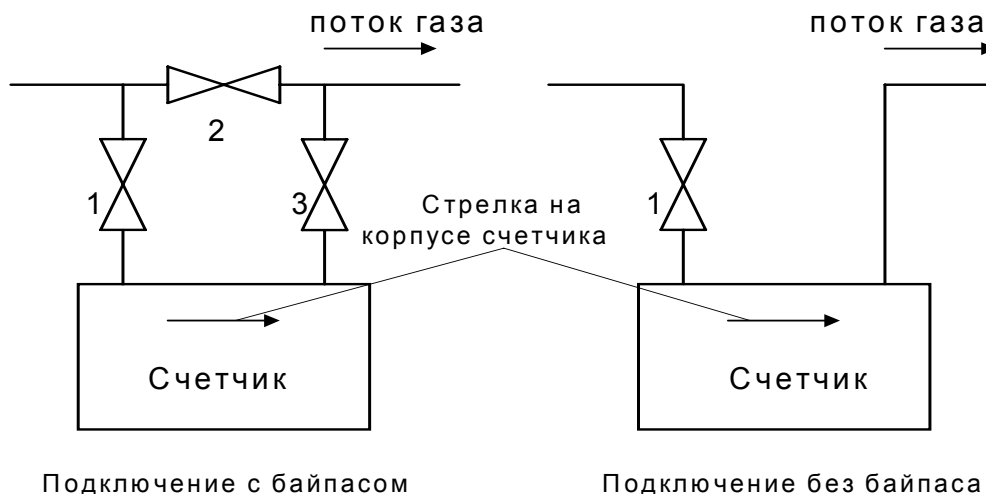 поток газа
2
1
3
Счетчик
Подключение с байпасом
Стрелка на
корпусе счетчика
поток газа
1
Счетчик
Подключение без байпаса